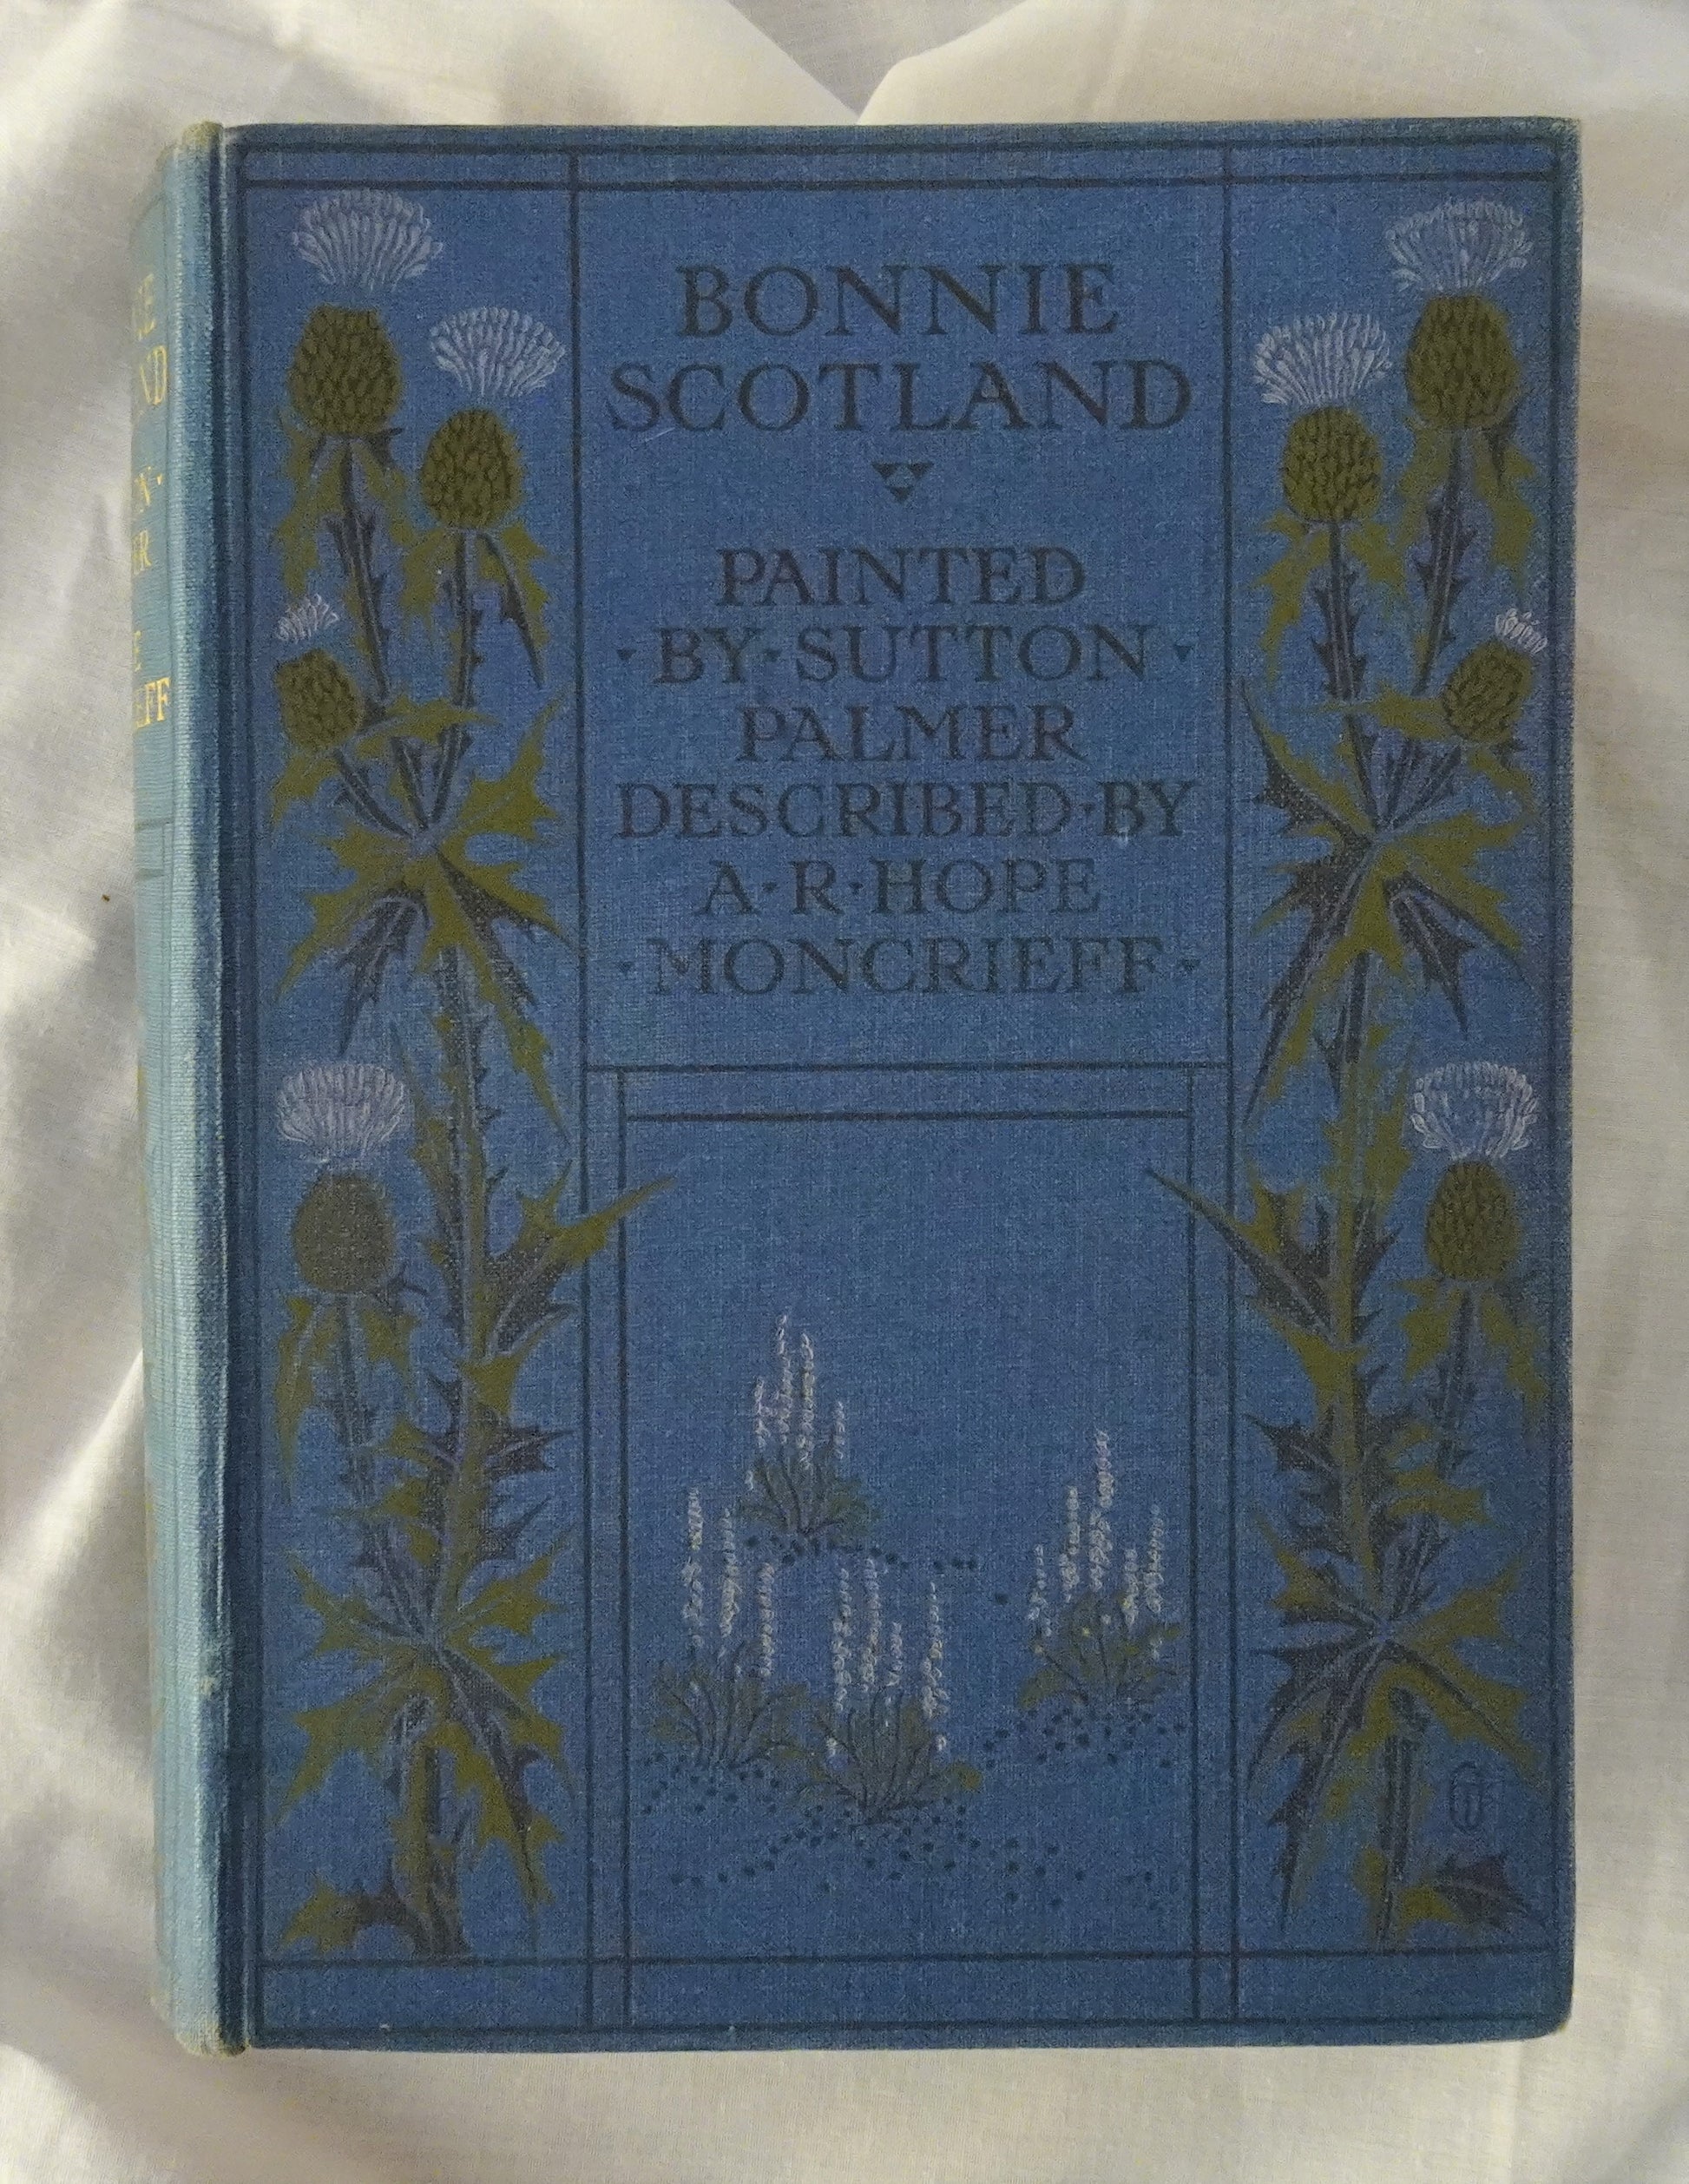 BONNIE
SCOTLAND
PAINTED
·BY·SUTTON·
PALMER
DESCRIBED·BY
A·R·HOPE
·MONCRIEFF·